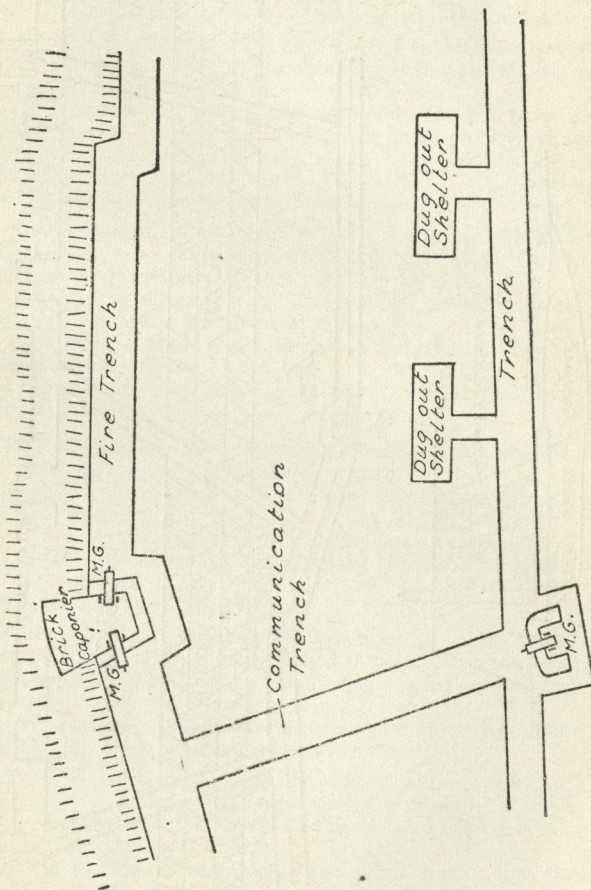 Brick
Caponier
M.G.
M.G.
Fire Trench
Communication
Trench
Dug out
Shelter
Dug out
Shelter
Trench
M.G.